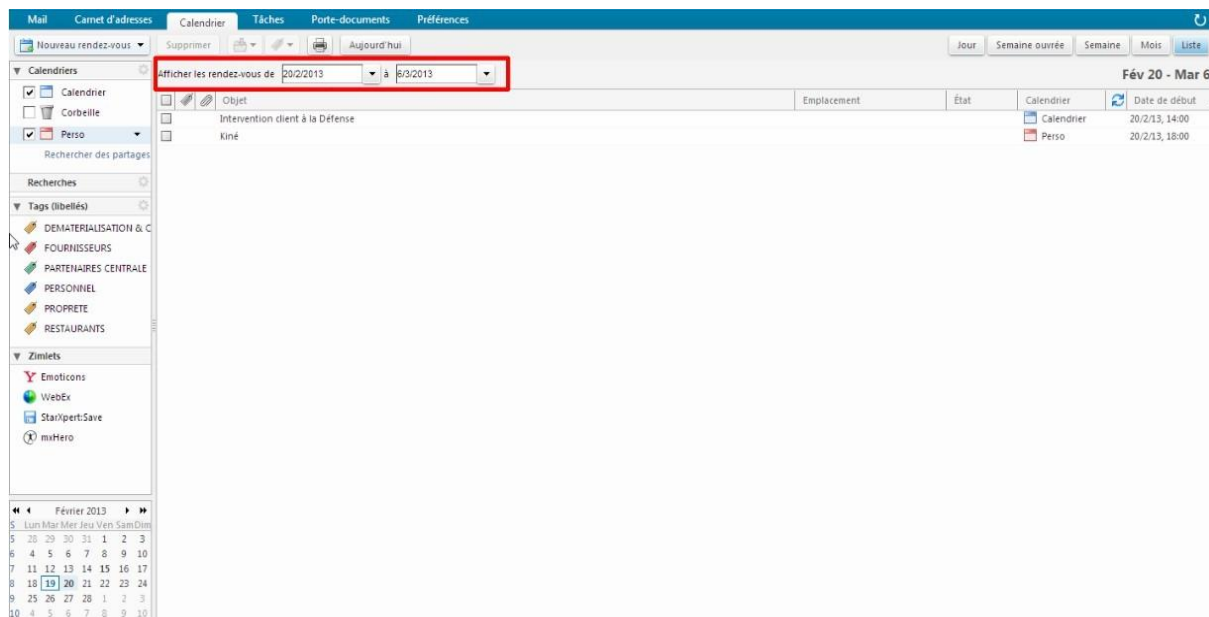 Mail Carnet d'adresses Calendrier Tâches Porte-documents Préférences
Nouveau rendez-vous Supprimer Aujourd'hui Jour Semaine ouvrée Semaine Mois Liste
Calendriers
Afficher les rendez-vous de 20/2/2013 à 6/3/2013
Fév 20 - Mar 6
Calendrier
Corbeille
Perso
Rechercher des partages
Objet Emplacement État Calendrier Date de début
Intervention client à la Défense Calendrier 20/2/13, 14:00
Kiné Perso 20/2/13, 18:00
Recherches
Tags (libellés)
DEMATERIALISATION & C
FOURNISSEURS
PARTENAIRES CENTRALE
PERSONNEL
PROPRETE
RESTAURANTS
Zimlets
Emoticons
WebEx
StarXpert:Save
mxHero
Février 2013
S Lun Mar Mer Jeu Ven Sam Dim
5 28 29 30 31 1 2 3
6 4 5 6 7 8 9 10
7 11 12 13 14 15 16 17
8 18 19 20 21 22 23 24
9 25 26 27 28 1 2 3
10 4 5 6 7 8 9 10